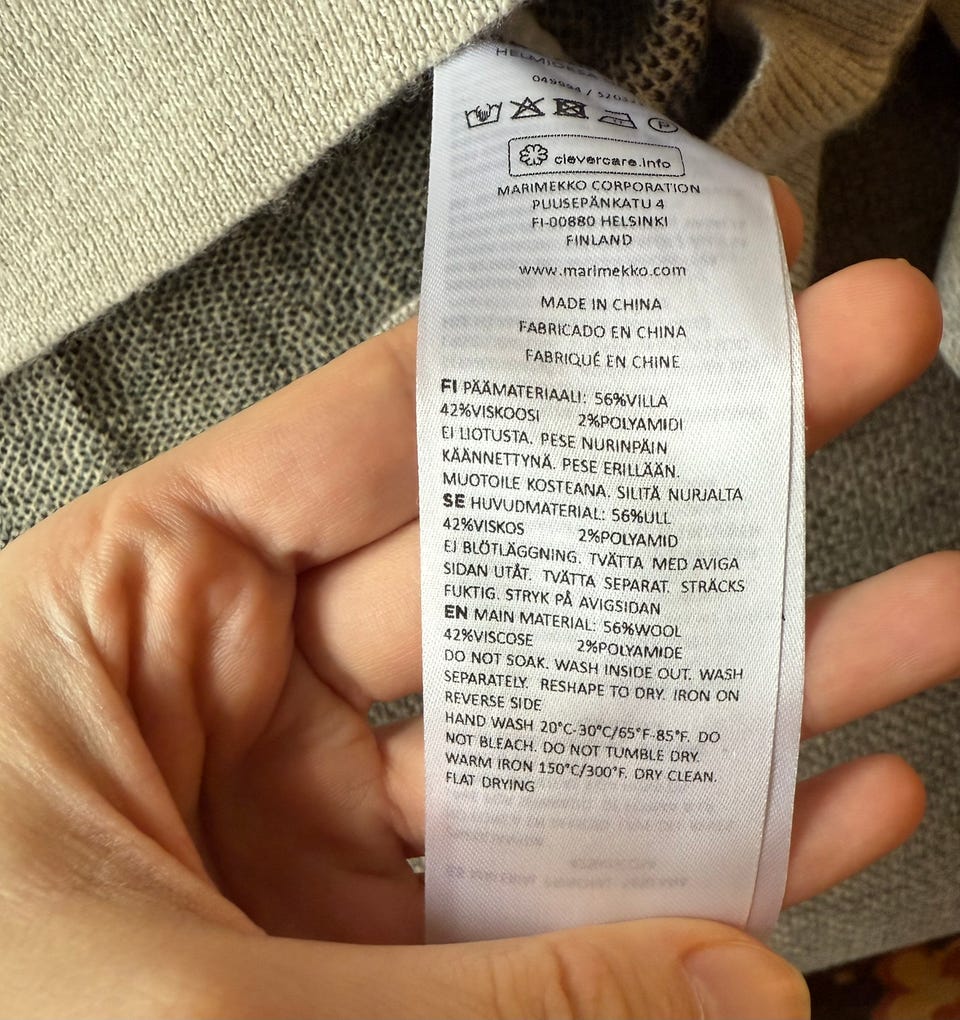 clevercare.info
MARIMEKKO CORPORATION
PUUSEPÄNKATU 4
FI-00880 HELSINKI
FINLAND
www.marimekko.com
MADE IN CHINA
FABRICADO EN CHINA
FABRIQUÉ EN CHINE
FI PÄÄMATERIAALI: 56%VILLA
42%VISKOOSI 2%POLYAMIDI
EI LIOTUSTA. PESE NURINPÄIN
KÄÄNNETTYNÄ. PESE ERILLÄÄN.
MUOTOILE KOSTEANA. SILITÄ NURJALTA
SE HUVUDMATERIAL: 56%ULL
42%VISKOS 2%POLYAMID
EJ BLÖTLÄGGNING. TVÄTTA MED AVIGA
SIDAN UTÅT. TVÄTTA SEPARAT. STRÄCKS
FUKTIG. STRYK PÅ AVIGSIDAN
EN MAIN MATERIAL: 56%WOOL
42%VISCOSE 2%POLYAMIDE
DO NOT SOAK. WASH INSIDE OUT. WASH
SEPARATELY. RESHAPE TO DRY. IRON ON
REVERSE SIDE
HAND WASH 20°C-30°C/65°F-85°F. DO
NOT BLEACH. DO NOT TUMBLE DRY.
WARM IRON 150°C/300°F. DRY CLEAN.
FLAT DRYING